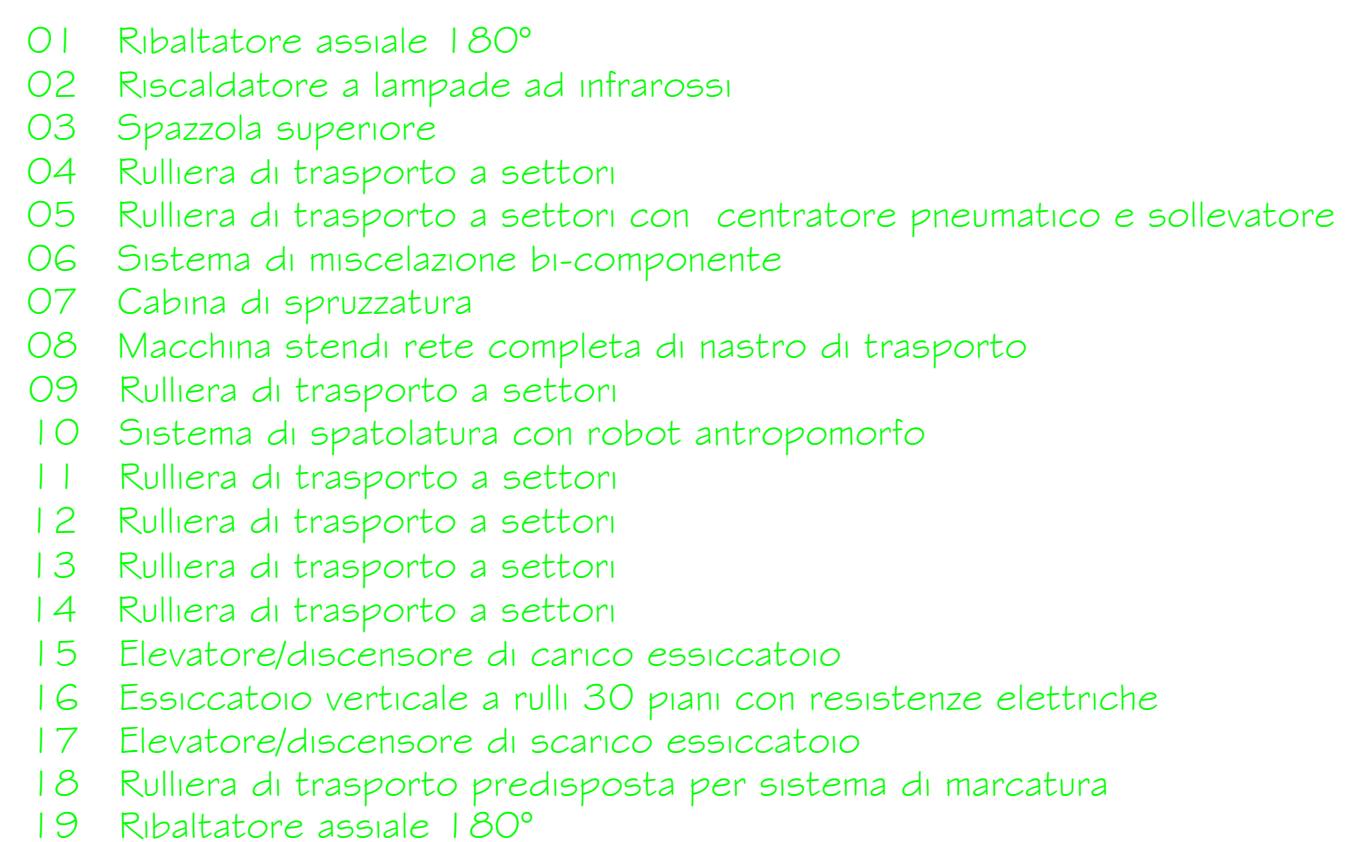 01 Ribaltatore assiale 180°
02 Riscaldatore a lampade ad infrarossi
03 Spazzola superiore
04 Rulliera di trasporto a settori
05 Rulliera di trasporto a settori con  centratore pneumatico e sollevatore
06 Sistema di miscelazione bi-componente
07 Cabina di spruzzatura
08 Macchina stendi rete completa di nastro di trasporto
09 Rulliera di trasporto a settori
10 Sistema di spatolatura con robot antropomorfo
11 Rulliera di trasporto a settori
12 Rulliera di trasporto a settori
13 Rulliera di trasporto a settori
14 Rulliera di trasporto a settori
15 Elevatore/discensore di carico essiccatoio
16 Essiccatoio verticale a rulli 30 piani con resistenze elettriche
17 Elevatore/discensore di scarico essiccatoio
18 Rulliera di trasporto predisposta per sistema di marcatura
19 Ribaltatore assiale 180°